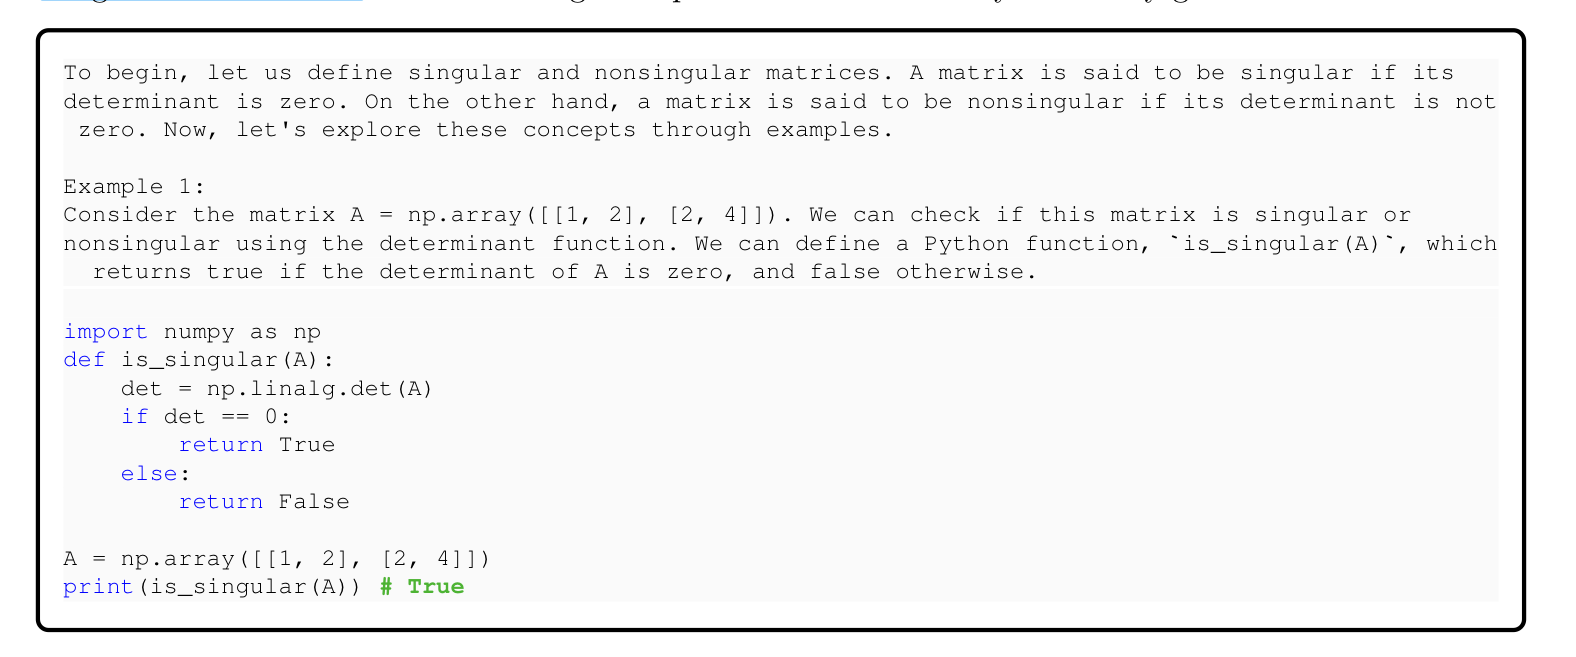 To begin, let us define singular and nonsingular matrices. A matrix is said to be singular if its
determinant is zero. On the other hand, a matrix is said to be nonsingular if its determinant is not
zero. Now, let's explore these concepts through examples.

Example 1:
Consider the matrix A = np.array([[1, 2], [2, 4]]). We can check if this matrix is singular or
nonsingular using the determinant function. We can define a Python function, `is_singular(A)`, which
returns true if the determinant of A is zero, and false otherwise.

import numpy as np
def is_singular(A):
    det = np.linalg.det(A)
    if det == 0:
        return True
    else:
        return False

A = np.array([[1, 2], [2, 4]])
print(is_singular(A)) # True